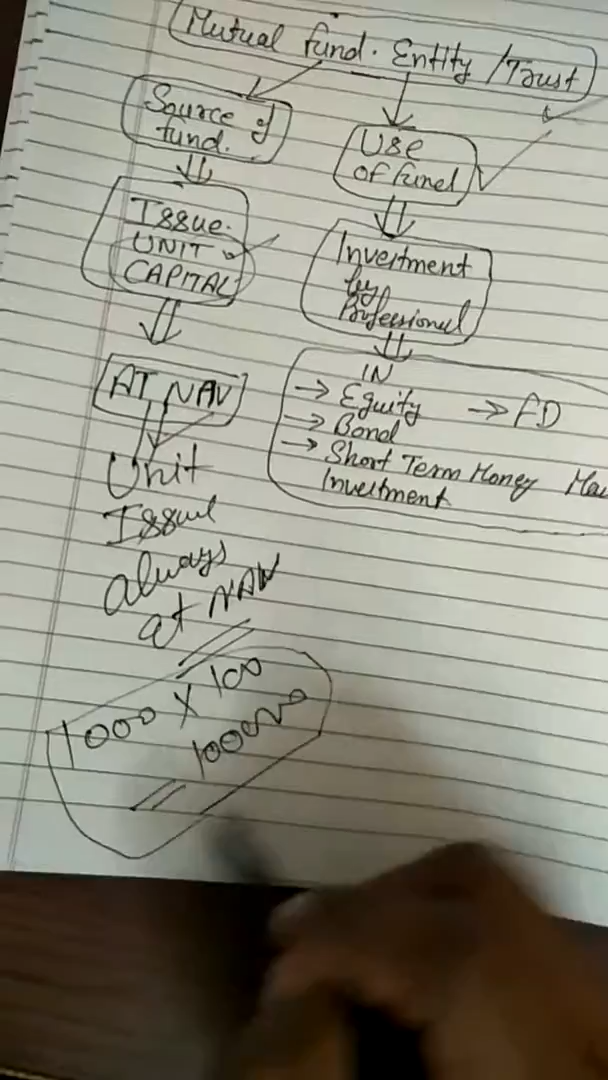 Mutual fund. Entity / Trust
Source of
fund.
Use
of fund
Issue.
UNIT
CAPITAL
Investment
by
Professional
AT NAV
IN
→ Equity → FD
→ Bond
→ Short Term Money
Investment
Unit
Issue
always
at NAV
1000 X 100
100000